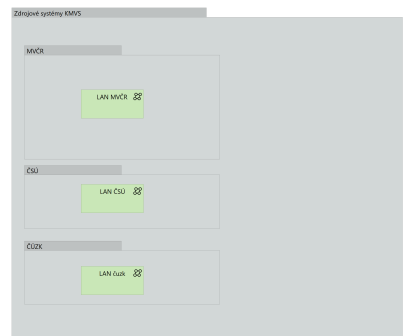 Zdrojové systémy KMVS
MVČR
LAN MVČR
ČSÚ
LAN ČSÚ
ČÚZK
LAN čuzk